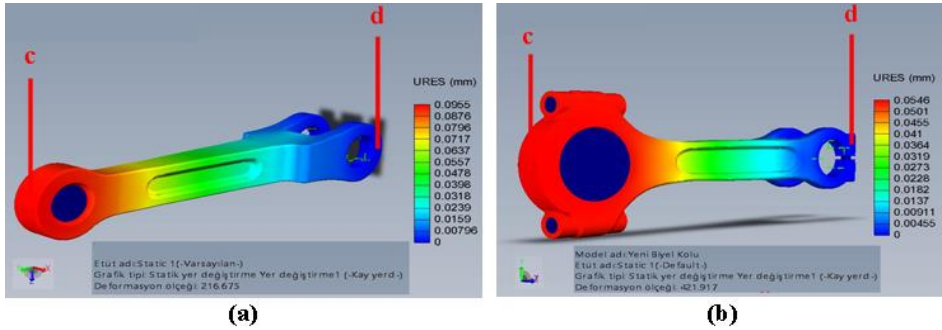 c
d
URES (mm)
0.0955
0.0876
0.0796
0.0717
0.0637
0.0557
0.0478
0.0398
0.0318
0.0239
0.0159
0.00796
0
Etüt adı:Static 1(-Varsayılan-)
Grafik tipi: Statik yer değiştirme Yer değiştirme1 (-Kay yerd-)
Deformasyon ölçeği: 216.675
(a)
c
d
URES (mm)
0.0546
0.0501
0.0455
0.041
0.0364
0.0319
0.0273
0.0228
0.0182
0.0137
0.00911
0.00455
0
Model adı:Yeni Biyel Kolu
Etüt adı:Static 1(-Default-)
Grafik tipi: Statik yer değiştirme Yer değiştirme1 (-Kay yerd-)
Deformasyon ölçeği: 421.917
(b)